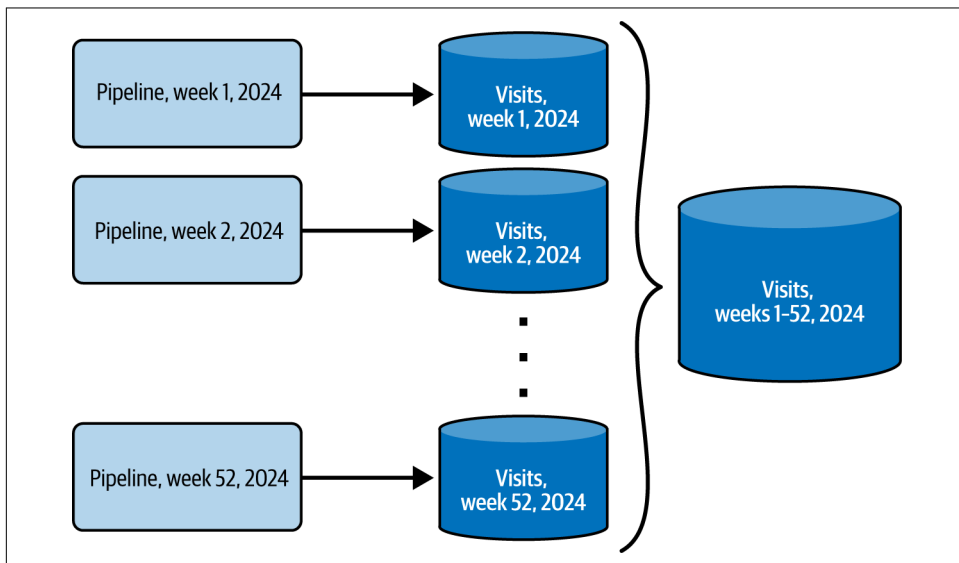 Pipeline, week 1, 2024
Visits,
week 1, 2024
Pipeline, week 2, 2024
Visits,
week 2, 2024
Visits,
weeks 1–52, 2024
Pipeline, week 52, 2024
Visits,
week 52, 2024